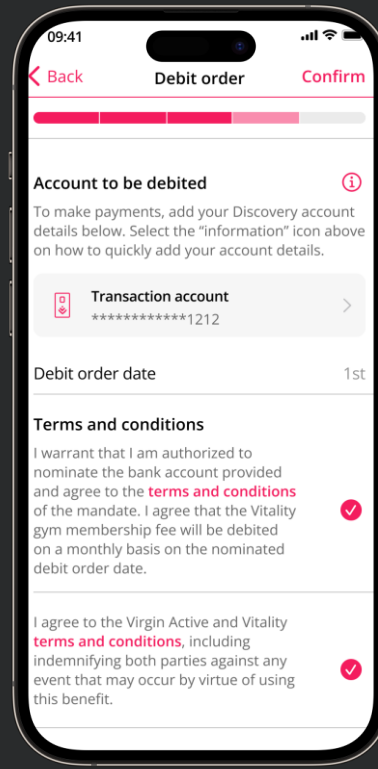 09:41
Back
Debit order
Confirm
Account to be debited
To make payments, add your Discovery account
details below. Select the “information” icon above
on how to quickly add your account details.
Transaction account
************1212
Debit order date
1st
Terms and conditions
I warrant that I am authorized to
nominate the bank account provided
and agree to the terms and conditions
of the mandate. I agree that the Vitality
gym membership fee will be debited
on a monthly basis on the nominated
debit order date.
I agree to the Virgin Active and Vitality
terms and conditions, including
indemnifying both parties against any
event that may occur by virtue of using
this benefit.